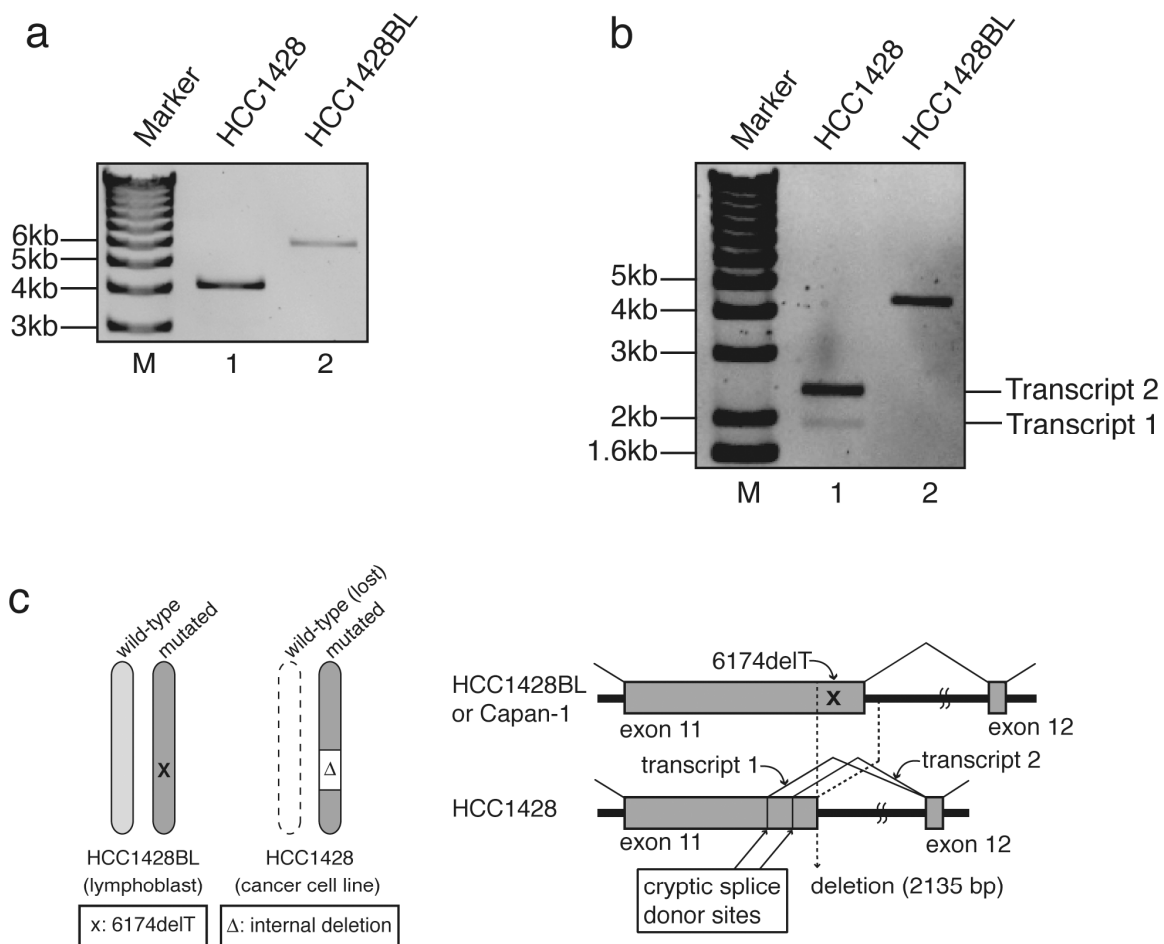 a
Marker
HCC1428
HCC1428BL
6kb
5kb
4kb
3kb
M 1 2
b
Marker
HCC1428
HCC1428BL
5kb
4kb
3kb
2kb
1.6kb
Transcript 2
Transcript 1
M 1 2
c
wild-type
mutated
wild-type (lost)
mutated
X
Δ
HCC1428BL
(lymphoblast)
x: 6174delT
HCC1428
(cancer cell line)
Δ: internal deletion
6174delT
HCC1428BL
or Capan-1
X
exon 11
exon 12
transcript 1
transcript 2
HCC1428
exon 11
exon 12
cryptic splice
donor sites
deletion (2135 bp)